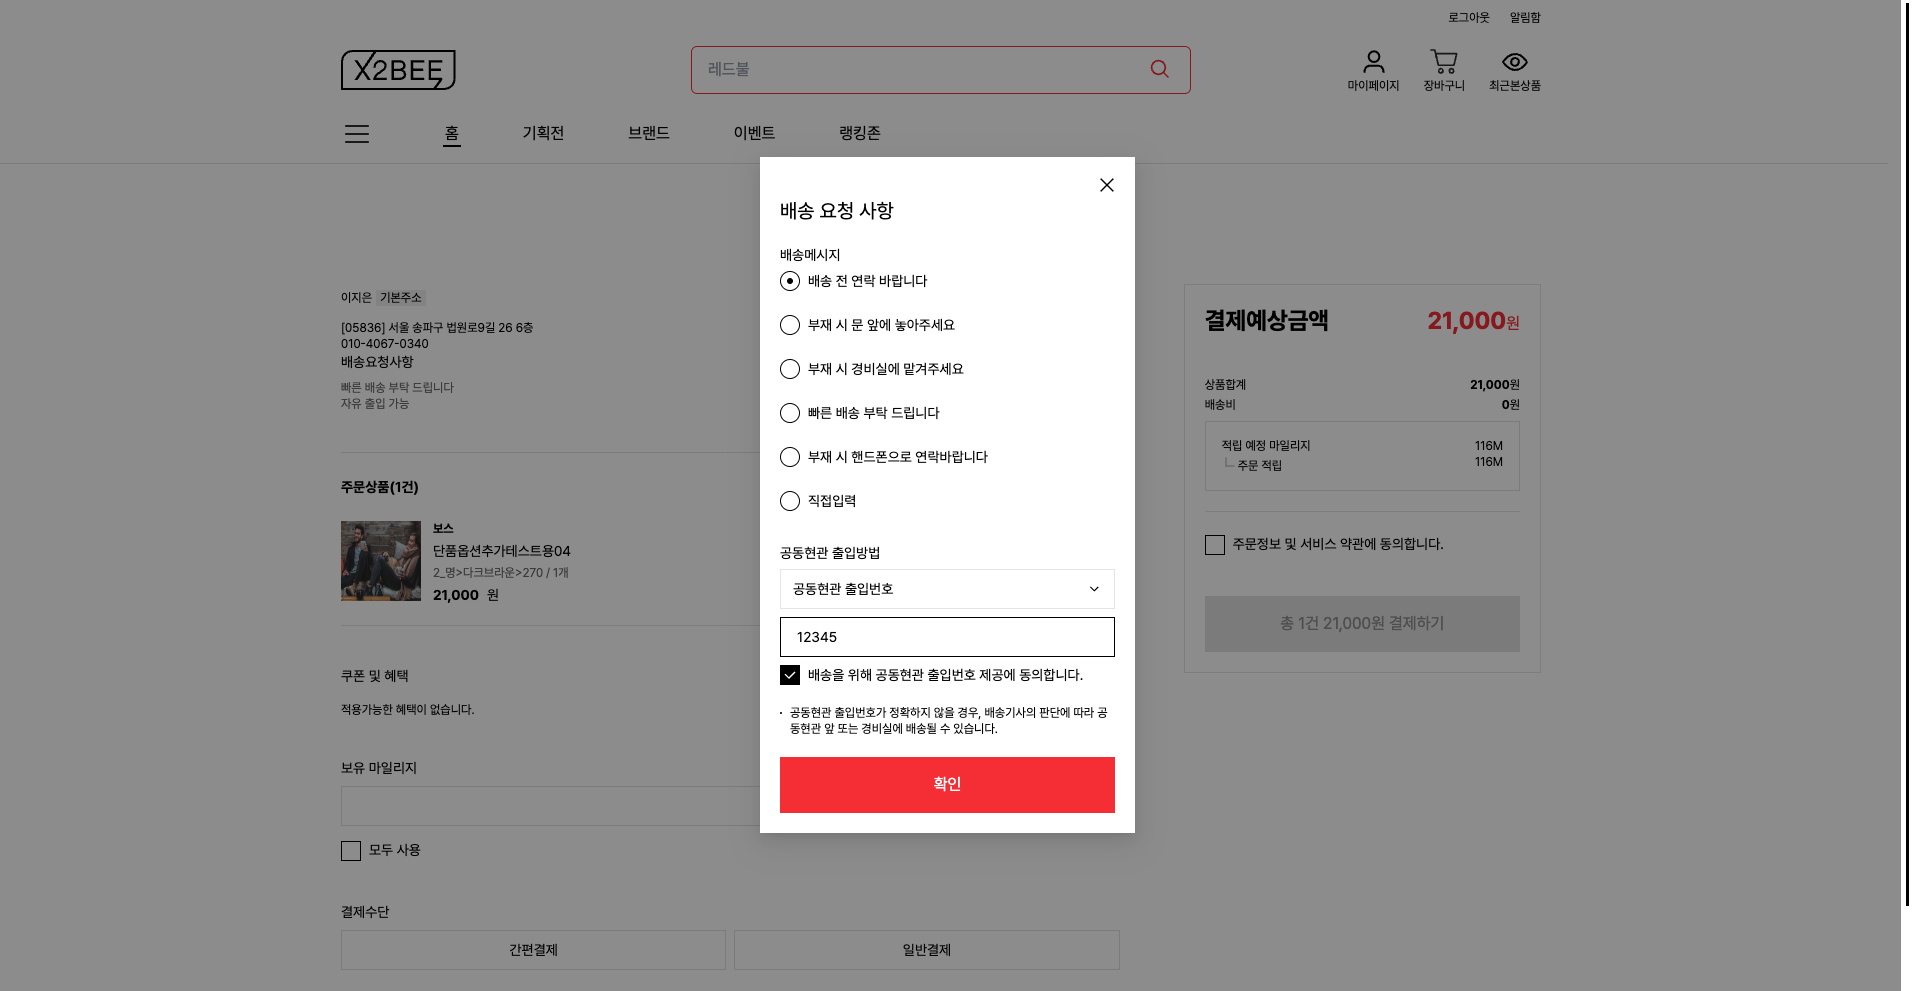 로그아웃 알림함
X2BEE
레드불
마이페이지 장바구니 최근본상품
홈 기획전 브랜드 이벤트 랭킹존
배송 요청 사항
배송메시지
배송 전 연락 바랍니다
부재 시 문 앞에 놓아주세요
부재 시 경비실에 맡겨주세요
빠른 배송 부탁 드립니다
부재 시 핸드폰으로 연락바랍니다
직접입력
공동현관 출입방법
공동현관 출입번호
12345
배송을 위해 공동현관 출입번호 제공에 동의합니다.
· 공동현관 출입번호가 정확하지 않을 경우, 배송기사의 판단에 따라 공
동현관 앞 또는 경비실에 배송될 수 있습니다.
확인
이지은 기본주소
[05836] 서울 송파구 법원로9길 26 6층
010-4067-0340
배송요청사항
빠른 배송 부탁 드립니다
자유 출입 가능
주문상품(1건)
보스
단품옵션추가테스트용04
2_명>다크브라운>270 / 1개
21,000 원
쿠폰 및 혜택
적용가능한 혜택이 없습니다.
보유 마일리지
모두 사용
결제수단
간편결제 일반결제
결제예상금액 21,000원
상품합계 21,000원
배송비 0원
적립 예정 마일리지 116M
주문 적립 116M
주문정보 및 서비스 약관에 동의합니다.
총 1건 21,000원 결제하기